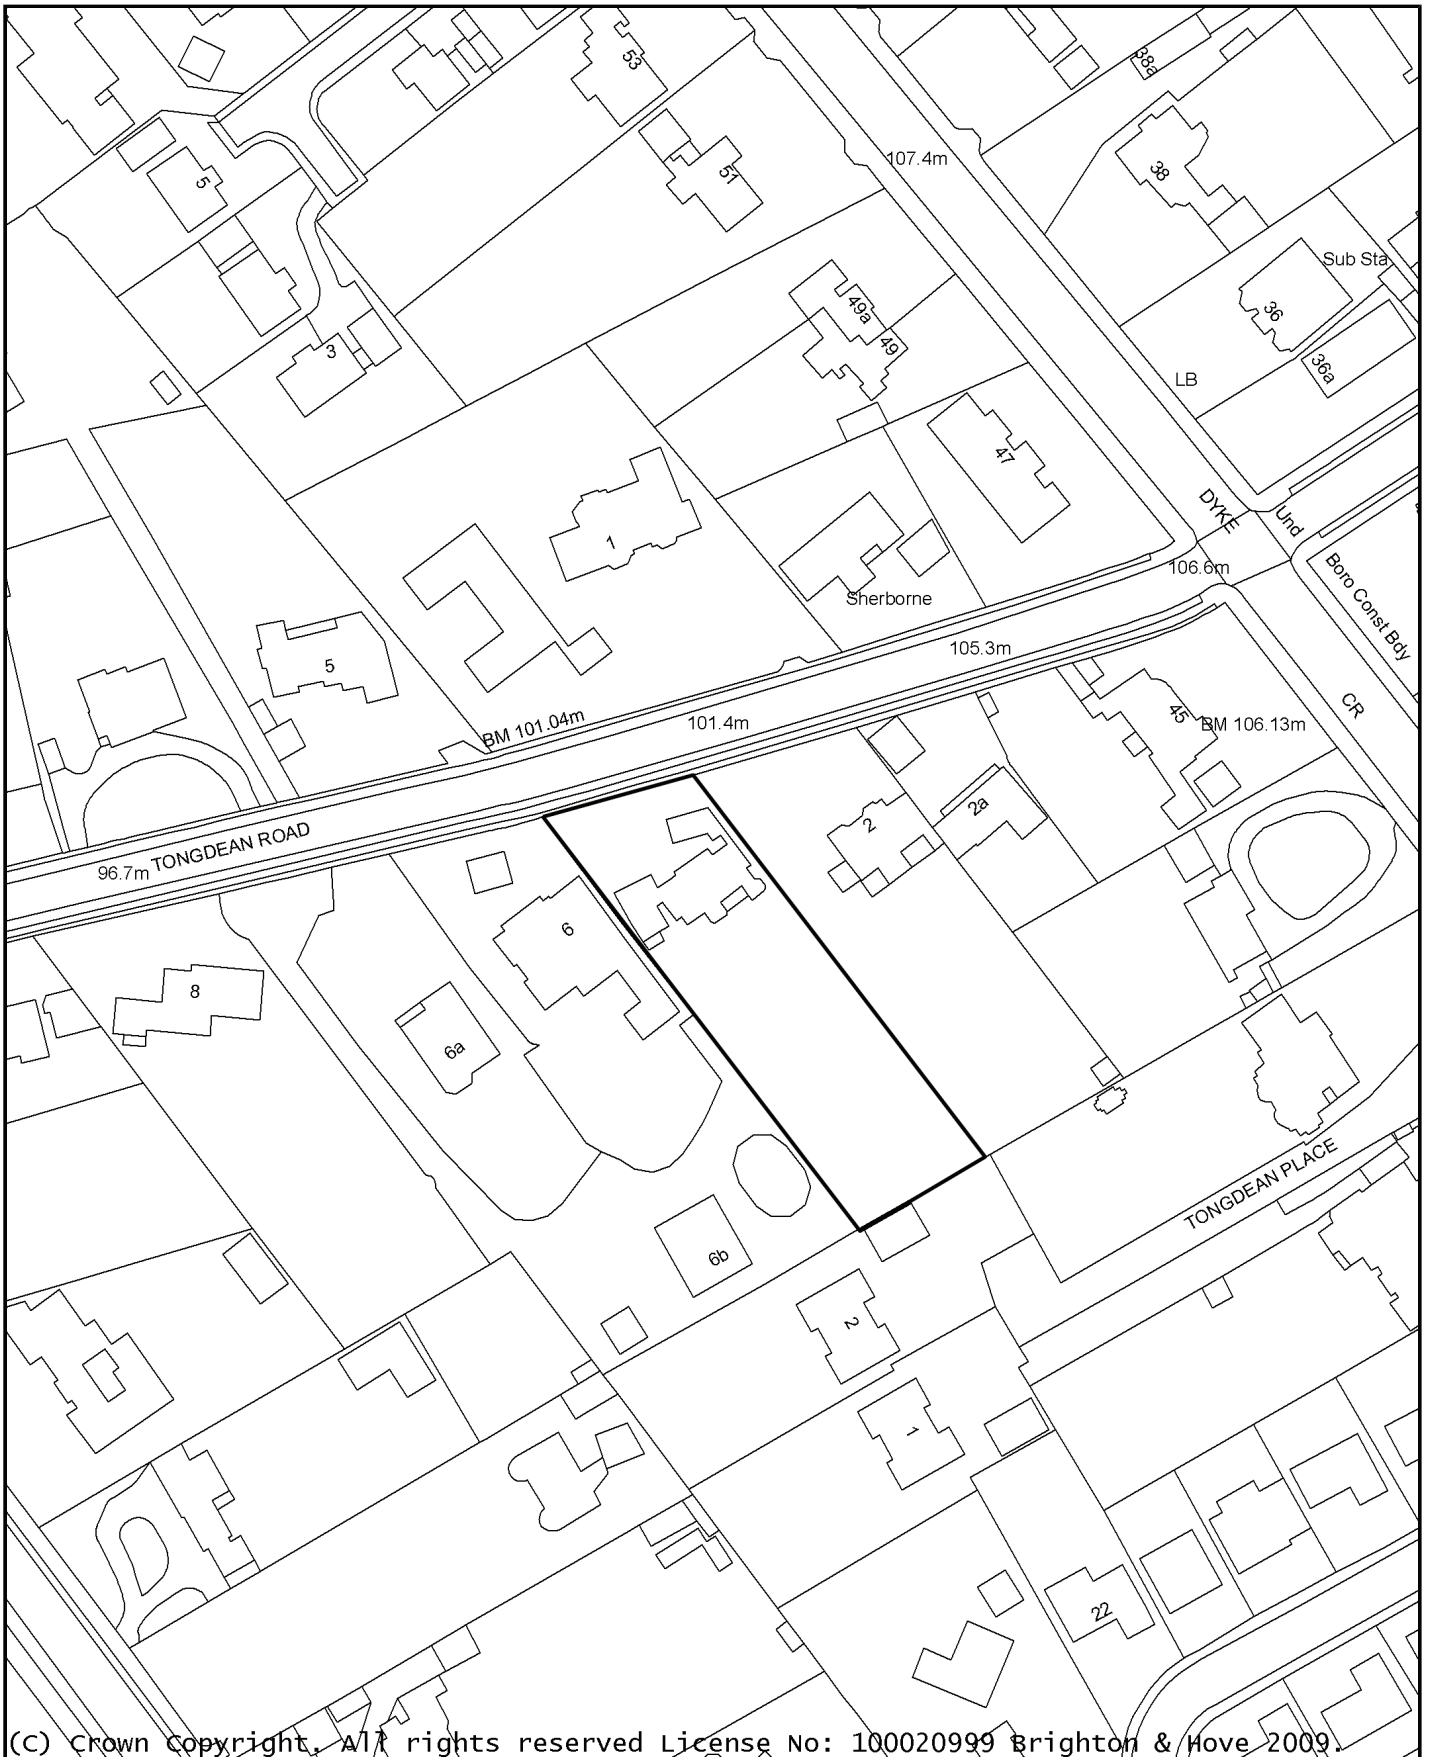 53
38a
107.4m
51
38
5
Sub Sta
49a
36
49
3
36a
LB
47
DYKE
Und
1
106.6m
Boro Const Bdy
Sherborne
105.3m
5
CR
45
BM 101.04m
101.4m
BM 106.13m
2a
2
TONGDEAN ROAD
96.7m
6
8
6a
TONGDEAN PLACE
6b
2
1
22
(c) Crown Copyright. All rights reserved License No: 100020999 Brighton & Hove 2009.